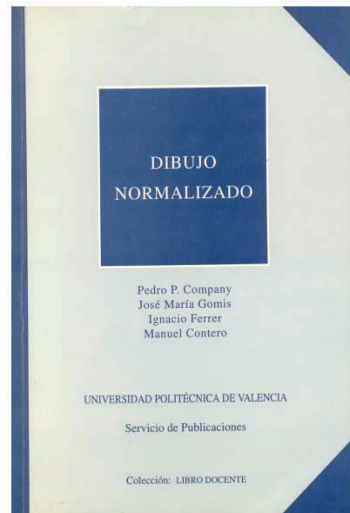 DIBUJO
NORMALIZADO
Pedro P. Company
José María Gomis
Ignacio Ferrer
Manuel Contero
UNIVERSIDAD POLITÉCNICA DE VALENCIA
Servicio de Publicaciones
Colección: LIBRO DOCENTE